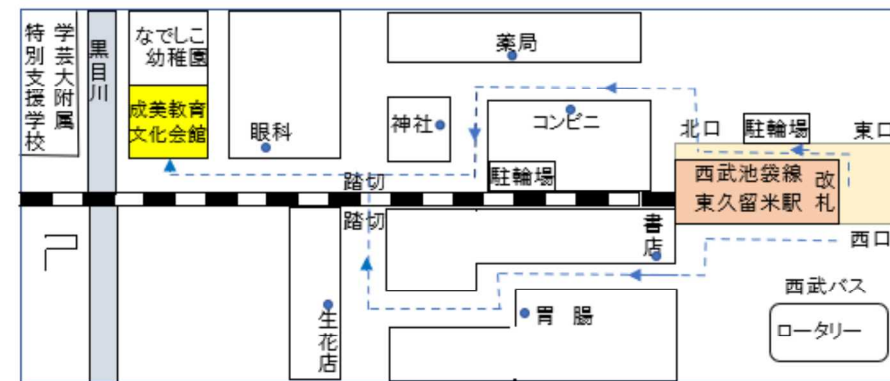 学芸大附属
特別支援学校
黒目川
なでしこ
幼稚園
成美教育
文化会館
眼科
薬局
神社
コンビニ
駐輪場
北口
駐輪場
東口
西武池袋線
東久留米駅
改札
踏切
踏切
書店
西口
生花店
胃腸
西武バス
ロータリー